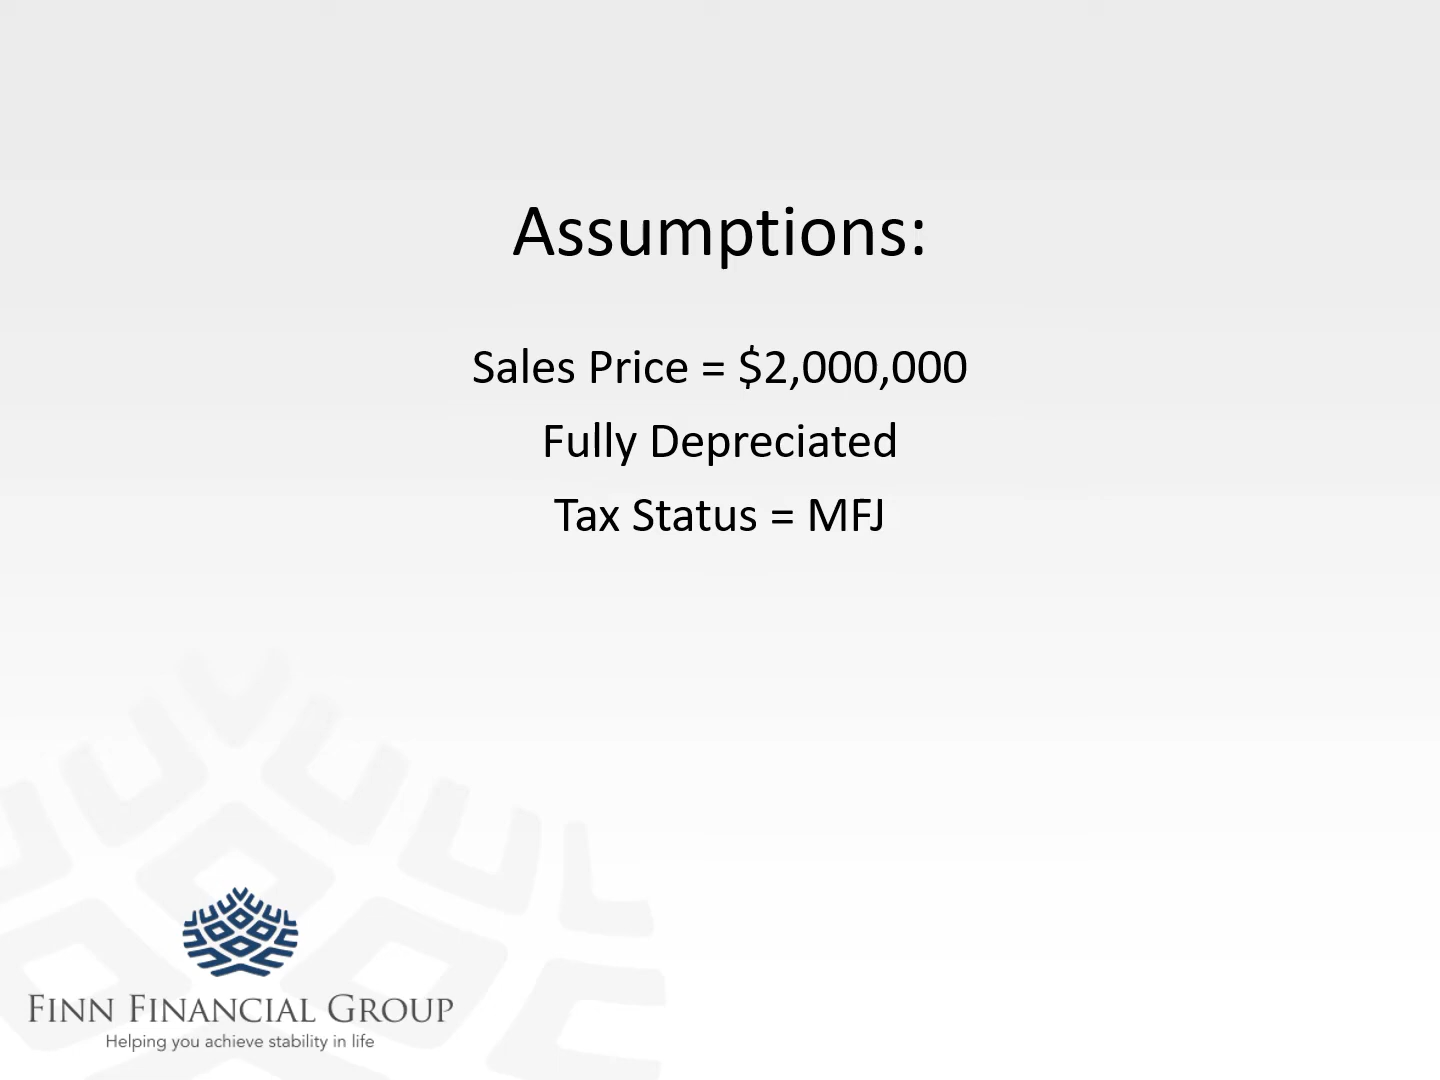 Assumptions:
Sales Price = $2,000,000
Fully Depreciated
Tax Status = MFJ
Finn Financial Group
Helping you achieve stability in life